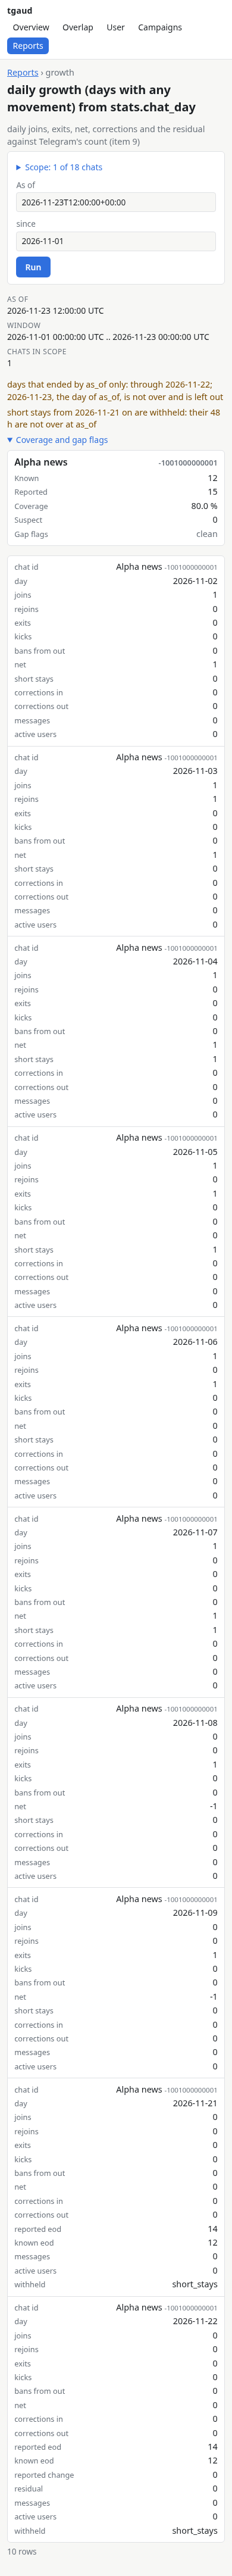 tgaud
Overview Overlap User Campaigns
Reports
Reports › growth
daily growth (days with any
movement) from stats.chat_day
daily joins, exits, net, corrections and the residual
against Telegram's count (item 9)
▶ Scope: 1 of 18 chats
As of
2026-11-23T12:00:00+00:00
since
2026-11-01
Run
AS OF
2026-11-23 12:00:00 UTC
WINDOW
2026-11-01 00:00:00 UTC .. 2026-11-23 00:00:00 UTC
CHATS IN SCOPE
1
days that ended by as_of only: through 2026-11-22;
2026-11-23, the day of as_of, is not over and is left out
short stays from 2026-11-21 on are withheld: their 48
h are not over at as_of
▼ Coverage and gap flags
Alpha news -1001000000001
Known 12
Reported 15
Coverage 80.0 %
Suspect 0
Gap flags clean
chat id Alpha news -1001000000001
day 2026-11-02
joins 1
rejoins 0
exits 0
kicks 0
bans from out 0
net 1
short stays 0
corrections in 0
corrections out 0
messages 0
active users 0
chat id Alpha news -1001000000001
day 2026-11-03
joins 1
rejoins 1
exits 0
kicks 0
bans from out 0
net 1
short stays 0
corrections in 0
corrections out 0
messages 0
active users 0
chat id Alpha news -1001000000001
day 2026-11-04
joins 1
rejoins 0
exits 0
kicks 0
bans from out 0
net 1
short stays 1
corrections in 0
corrections out 0
messages 0
active users 0
chat id Alpha news -1001000000001
day 2026-11-05
joins 1
rejoins 0
exits 1
kicks 0
bans from out 0
net 0
short stays 1
corrections in 0
corrections out 0
messages 0
active users 0
chat id Alpha news -1001000000001
day 2026-11-06
joins 1
rejoins 0
exits 1
kicks 0
bans from out 0
net 0
short stays 0
corrections in 0
corrections out 0
messages 0
active users 0
chat id Alpha news -1001000000001
day 2026-11-07
joins 1
rejoins 0
exits 0
kicks 0
bans from out 0
net 1
short stays 1
corrections in 0
corrections out 0
messages 0
active users 0
chat id Alpha news -1001000000001
day 2026-11-08
joins 0
rejoins 0
exits 1
kicks 0
bans from out 0
net -1
short stays 0
corrections in 0
corrections out 0
messages 0
active users 0
chat id Alpha news -1001000000001
day 2026-11-09
joins 0
rejoins 0
exits 1
kicks 0
bans from out 0
net -1
short stays 0
corrections in 0
corrections out 0
messages 0
active users 0
chat id Alpha news -1001000000001
day 2026-11-21
joins 0
rejoins 0
exits 0
kicks 0
bans from out 0
net 0
corrections in 0
corrections out 0
reported eod 14
known eod 12
messages 0
active users 0
withheld short_stays
chat id Alpha news -1001000000001
day 2026-11-22
joins 0
rejoins 0
exits 0
kicks 0
bans from out 0
net 0
corrections in 0
corrections out 0
reported eod 14
known eod 12
reported change 0
residual 0
messages 0
active users 0
withheld short_stays
10 rows